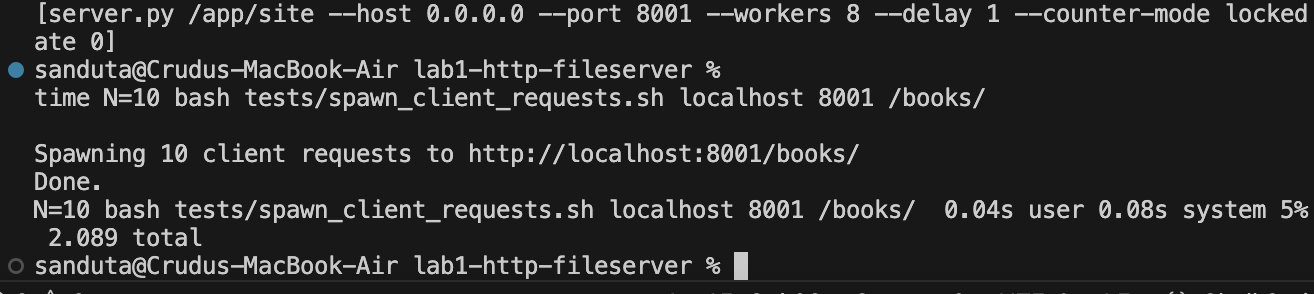 [server.py /app/site --host 0.0.0.0 --port 8001 --workers 8 --delay 1 --counter-mode locked
ate 0]
sanduta@Crudus-MacBook-Air lab1-http-fileserver %
time N=10 bash tests/spawn_client_requests.sh localhost 8001 /books/
Spawning 10 client requests to http://localhost:8001/books/
Done.
N=10 bash tests/spawn_client_requests.sh localhost 8001 /books/  0.04s user 0.08s system 5%
2.089 total
sanduta@Crudus-MacBook-Air lab1-http-fileserver %